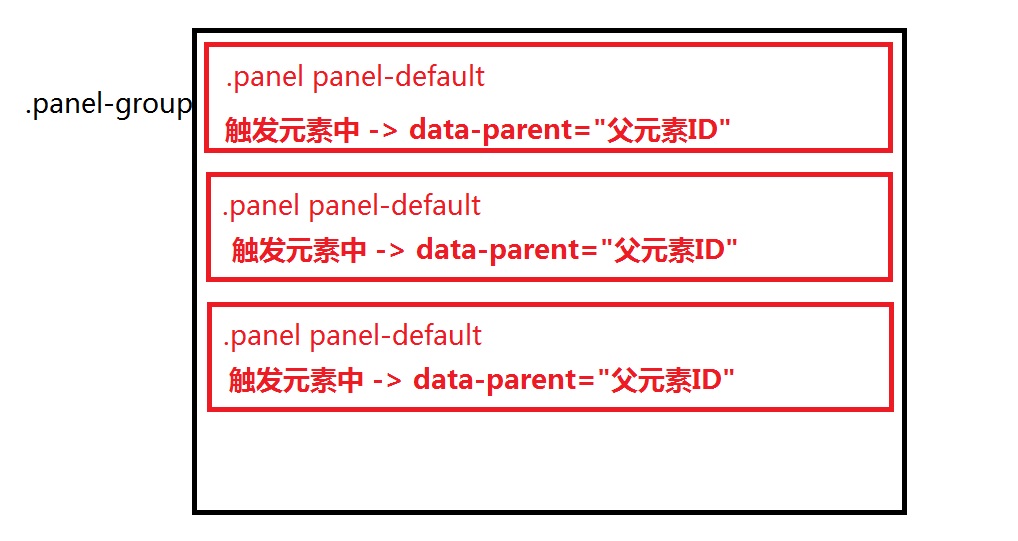 .panel-group
.panel panel-default
触发元素中 -> data-parent="父元素ID"
.panel panel-default
触发元素中 -> data-parent="父元素ID"
.panel panel-default
触发元素中 -> data-parent="父元素ID"